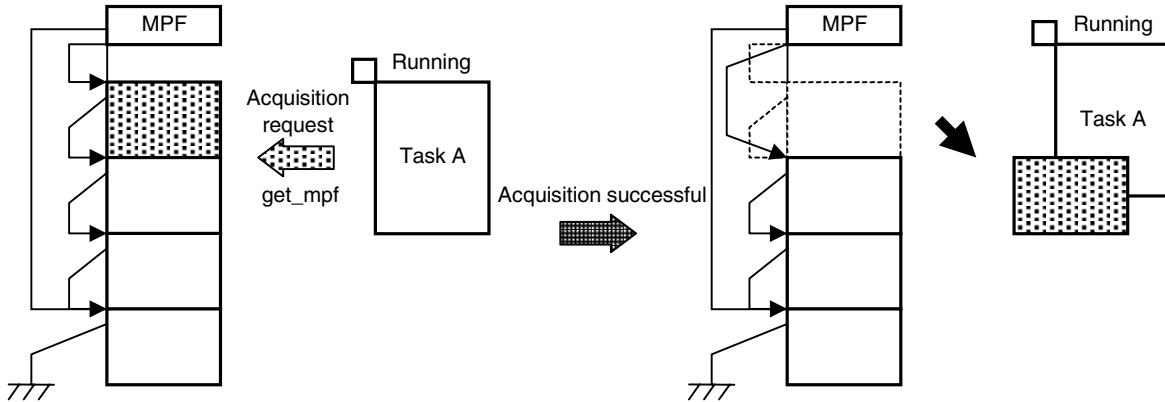 MPF
Running
Acquisition
request
Task A
get_mpf
Acquisition successful
MPF
Running
Task A